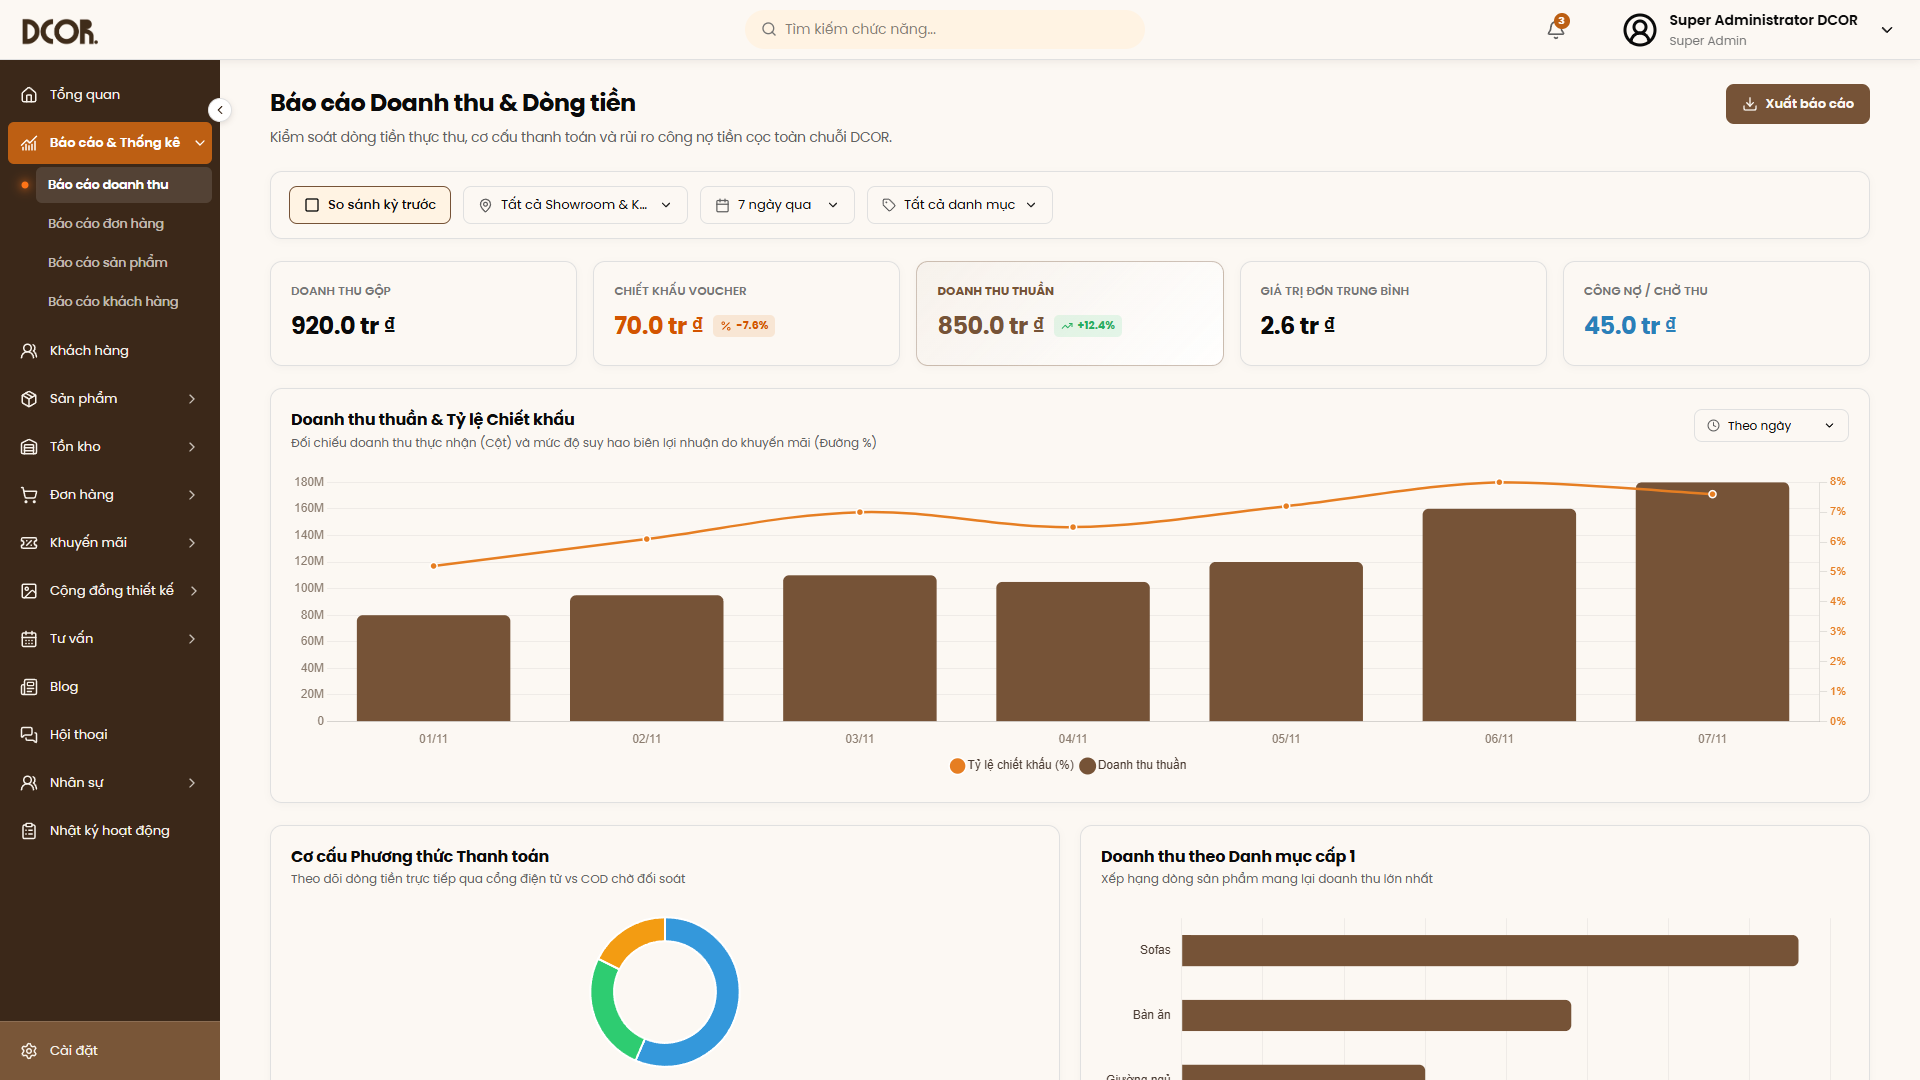 DCOR.
Tìm kiếm chức năng...
3
Super Administrator DCOR
Super Admin
Tổng quan
Báo cáo & Thống kê
Báo cáo doanh thu
Báo cáo đơn hàng
Báo cáo sản phẩm
Báo cáo khách hàng
Khách hàng
Sản phẩm
Tồn kho
Đơn hàng
Khuyến mãi
Cộng đồng thiết kế
Tư vấn
Blog
Hội thoại
Nhân sự
Nhật ký hoạt động
Cài đặt
Báo cáo Doanh thu & Dòng tiền
Kiểm soát dòng tiền thực thu, cơ cấu thanh toán và rủi ro công nợ tiền cọc toàn chuỗi DCOR.
Xuất báo cáo
So sánh kỳ trước
Tất cả Showroom & K...
7 ngày qua
Tất cả danh mục
DOANH THU GỘP
920.0 tr ₫
CHIẾT KHẤU VOUCHER
70.0 tr ₫ % -7.6%
DOANH THU THUẦN
850.0 tr ₫ +12.4%
GIÁ TRỊ ĐƠN TRUNG BÌNH
2.6 tr ₫
CÔNG NỢ / CHỜ THU
45.0 tr ₫
Doanh thu thuần & Tỷ lệ Chiết khấu
Đối chiếu doanh thu thực nhận (Cột) và mức độ suy hao biên lợi nhuận do khuyến mãi (Đường %)
Theo ngày
180M
160M
140M
120M
100M
80M
60M
40M
20M
0
8%
7%
6%
5%
4%
3%
2%
1%
0%
01/11 02/11 03/11 04/11 05/11 06/11 07/11
Tỷ lệ chiết khấu (%) Doanh thu thuần
Cơ cấu Phương thức Thanh toán
Theo dõi dòng tiền trực tiếp qua cổng điện tử vs COD chờ đối soát
Doanh thu theo Danh mục cấp 1
Xếp hạng dòng sản phẩm mang lại doanh thu lớn nhất
Sofas
Bàn ăn
Giường ngủ